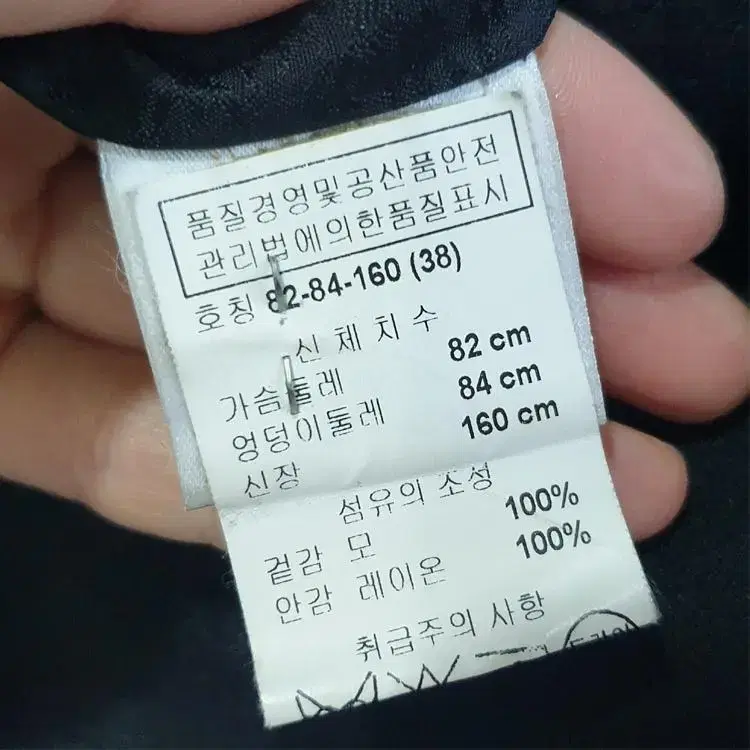 품질경영및공산품안전
관리법에의한품질표시
호칭 82-84-160 (38)
신체치수
가슴둘레 82 cm
엉덩이둘레 84 cm
신장 160 cm
섬유의 소성
겉감 모 100%
안감 레이온 100%
취급주의 사항